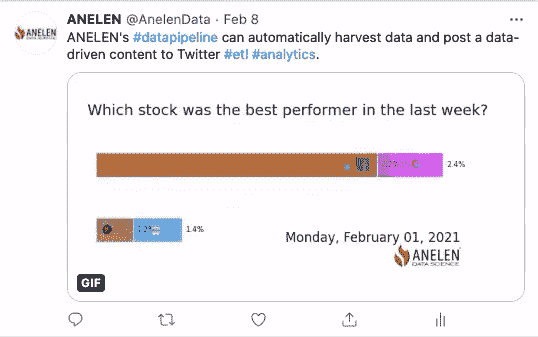 ANELEN @AnelenData · Feb 8
ANELEN's #datapipeline can automatically harvest data and post a data-
driven content to Twitter #etl #analytics.
ANELEN
Which stock was the best performer in the last week?
2.4%
1.4%
Monday, February 01, 2021
ANELEN
DATA SCIENCE
GIF